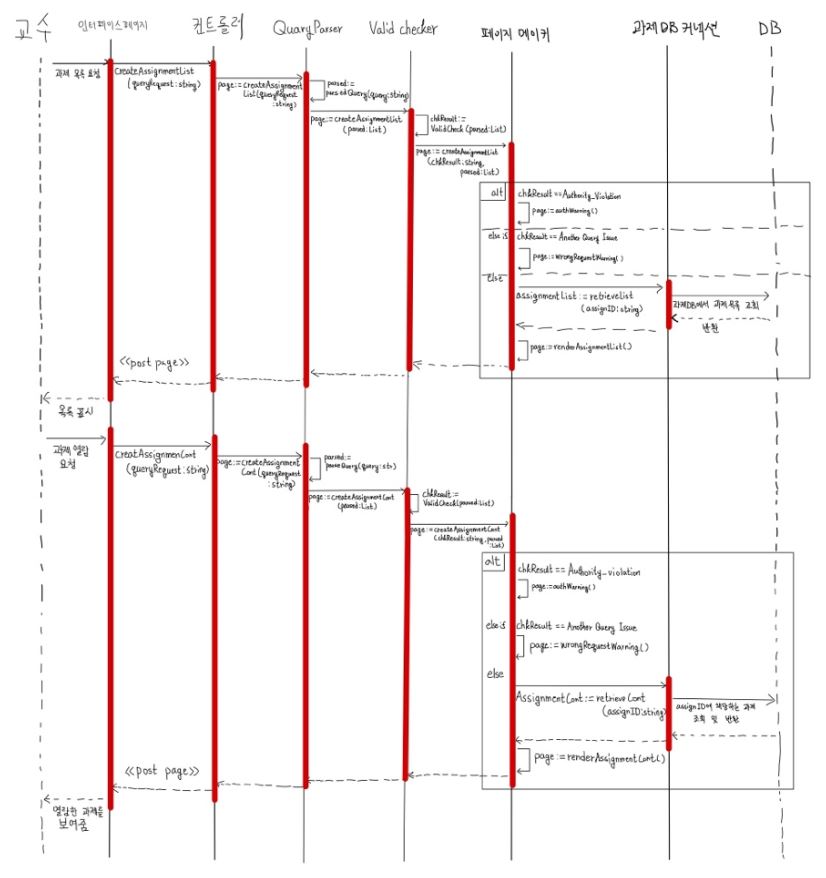 교수
인터페이스페이지
컨트롤러
Quary Parser
Valid checker
페이지 메이커
과제 DB 커넥션
DB
과제 목록 요청
CreateAssignmentList
(queryRequest:string)
page:=createAssignment
List(queryRequest
:string)
parsed:=
parsedQuery(query:string)
page:=createAssignmentList
(parsed:List)
chkResult:=
ValidCheck(parsed:List)
page:=createAssignmentList
(chkResult:string,
parsed:List)
alt
chkResult==Authority_Violation
page:=authWarning()
else if
chkResult== Another Query Issue
page:=wrongRequestWarning()
else
assignmentList:=retrieveList
(assignID:string)
과제DB에서 과제 목록 조회
반환
page:=renderAssignmentList(.)
<<post page>>
목록 표시
과제 열람
요청
CreatAssignmenCont
(queryRequest:string)
page:=createAssignment
Cont(queryRequest
:string)
parsed:=
parseQuery(query:str)
page:=createAssignmentCont
(parsed:List)
chkResult:=
ValidCheck(parsed:List)
page:=createAssignmentCont
(chkResult:string,parsed
:List)
alt
chkResult == Authority_violation
page:=authWarning()
else if
chkResult == Another Query Issue
page:=wrongRequestWarning()
else
AssignmentCont:=retrieveCont
(assignID:string)
assignID에 해당하는 과제
조회 및 반환
page:=renderAssignmentCont()
<<post page>>
열람한 과제를
보여줌